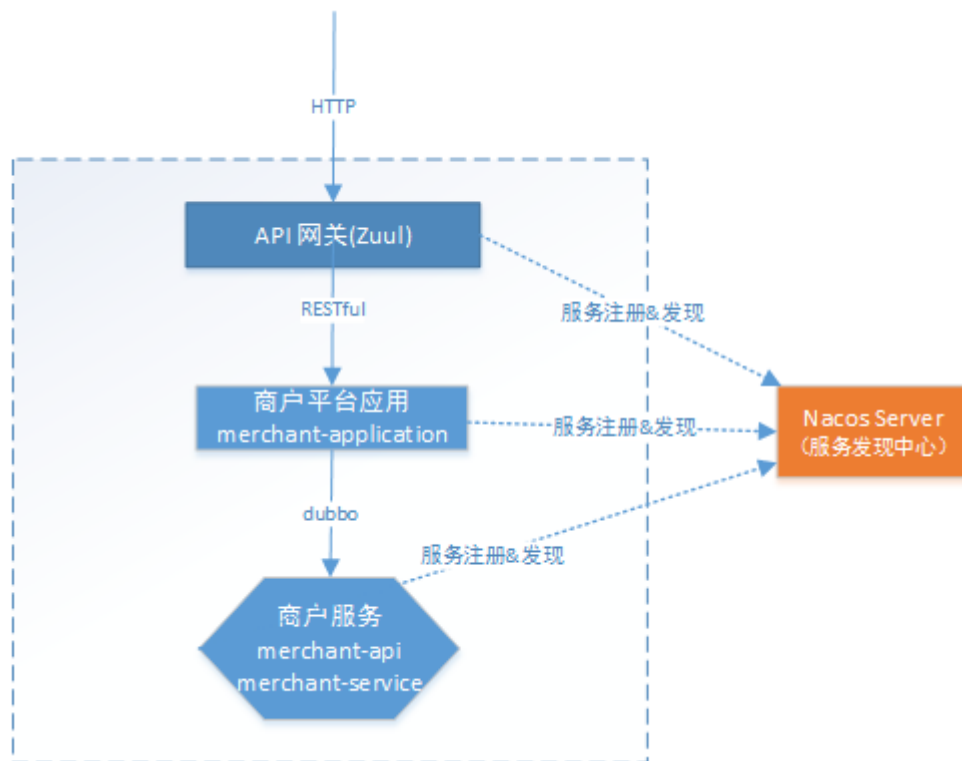 HTTP
API 网关(Zuul)
RESTful
服务注册&发现
商户平台应用
merchant-application
服务注册&发现
Nacos Server
（服务发现中心）
dubbo
服务注册&发现
商户服务
merchant-api
merchant-service